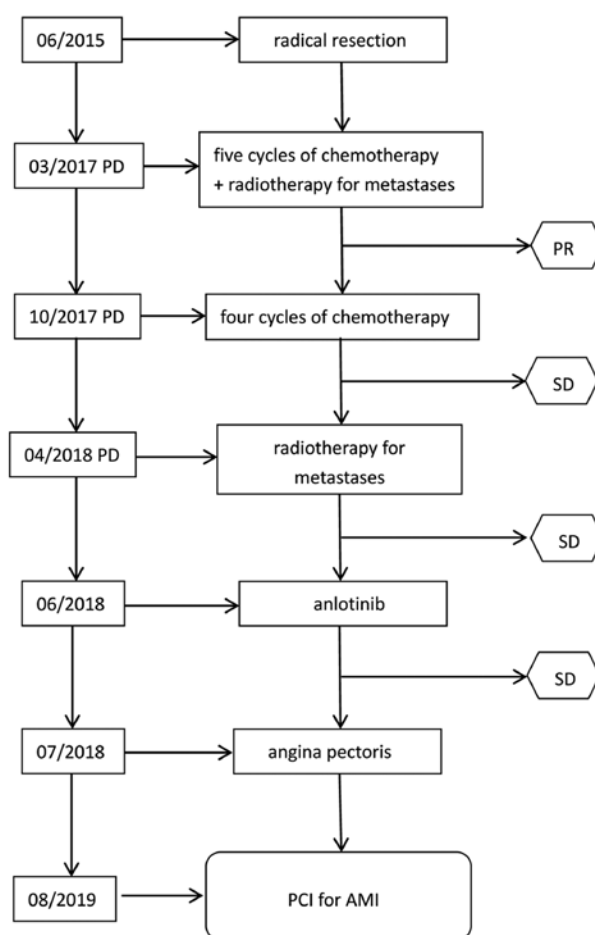 06/2015
radical resection
03/2017 PD
five cycles of chemotherapy
+ radiotherapy for metastases
PR
10/2017 PD
four cycles of chemotherapy
SD
04/2018 PD
radiotherapy for
metastases
SD
06/2018
anlotinib
SD
07/2018
angina pectoris
08/2019
PCI for AMI